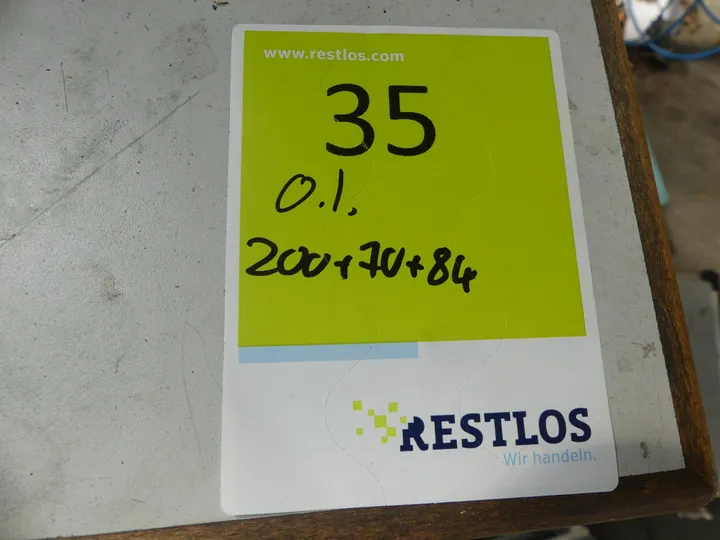 www.restlos.com
35
O.I.
200+70+84
RESTLOS
Wir handeln.